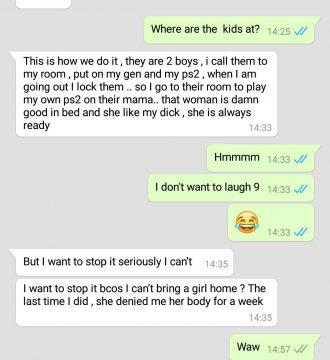 Where are the kids at?
14:25
This is how we do it , they are 2 boys , i call them to
my room , put on my gen and my ps2 , when I am
going out I lock them .. so I go to their room to play
my own ps2 on their mama.. that woman is damn
good in bed and she like my dick , she is always
ready
14:33
Hmmmm 14:33
I don't want to laugh 9 14:33
😂
14:33
But I want to stop it seriously I can't 14:35
I want to stop it bcos I can't bring a girl home ? The
last time I did , she denied me her body for a week
14:35
Waw 14:57